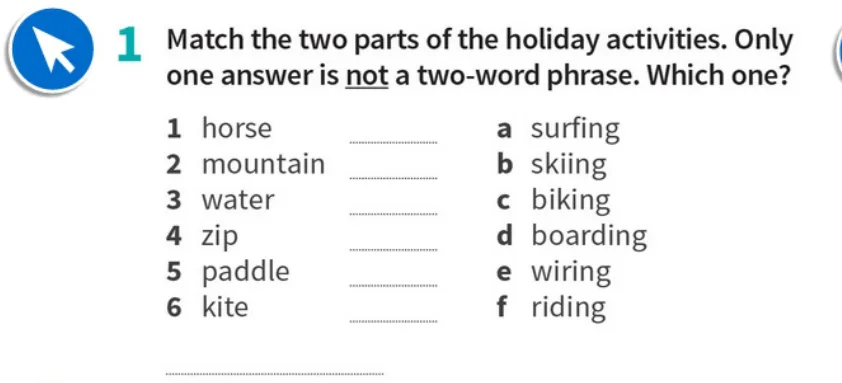 1 Match the two parts of the holiday activities. Only
one answer is not a two-word phrase. Which one?
1 horse a surfing
2 mountain b skiing
3 water c biking
4 zip d boarding
5 paddle e wiring
6 kite f riding